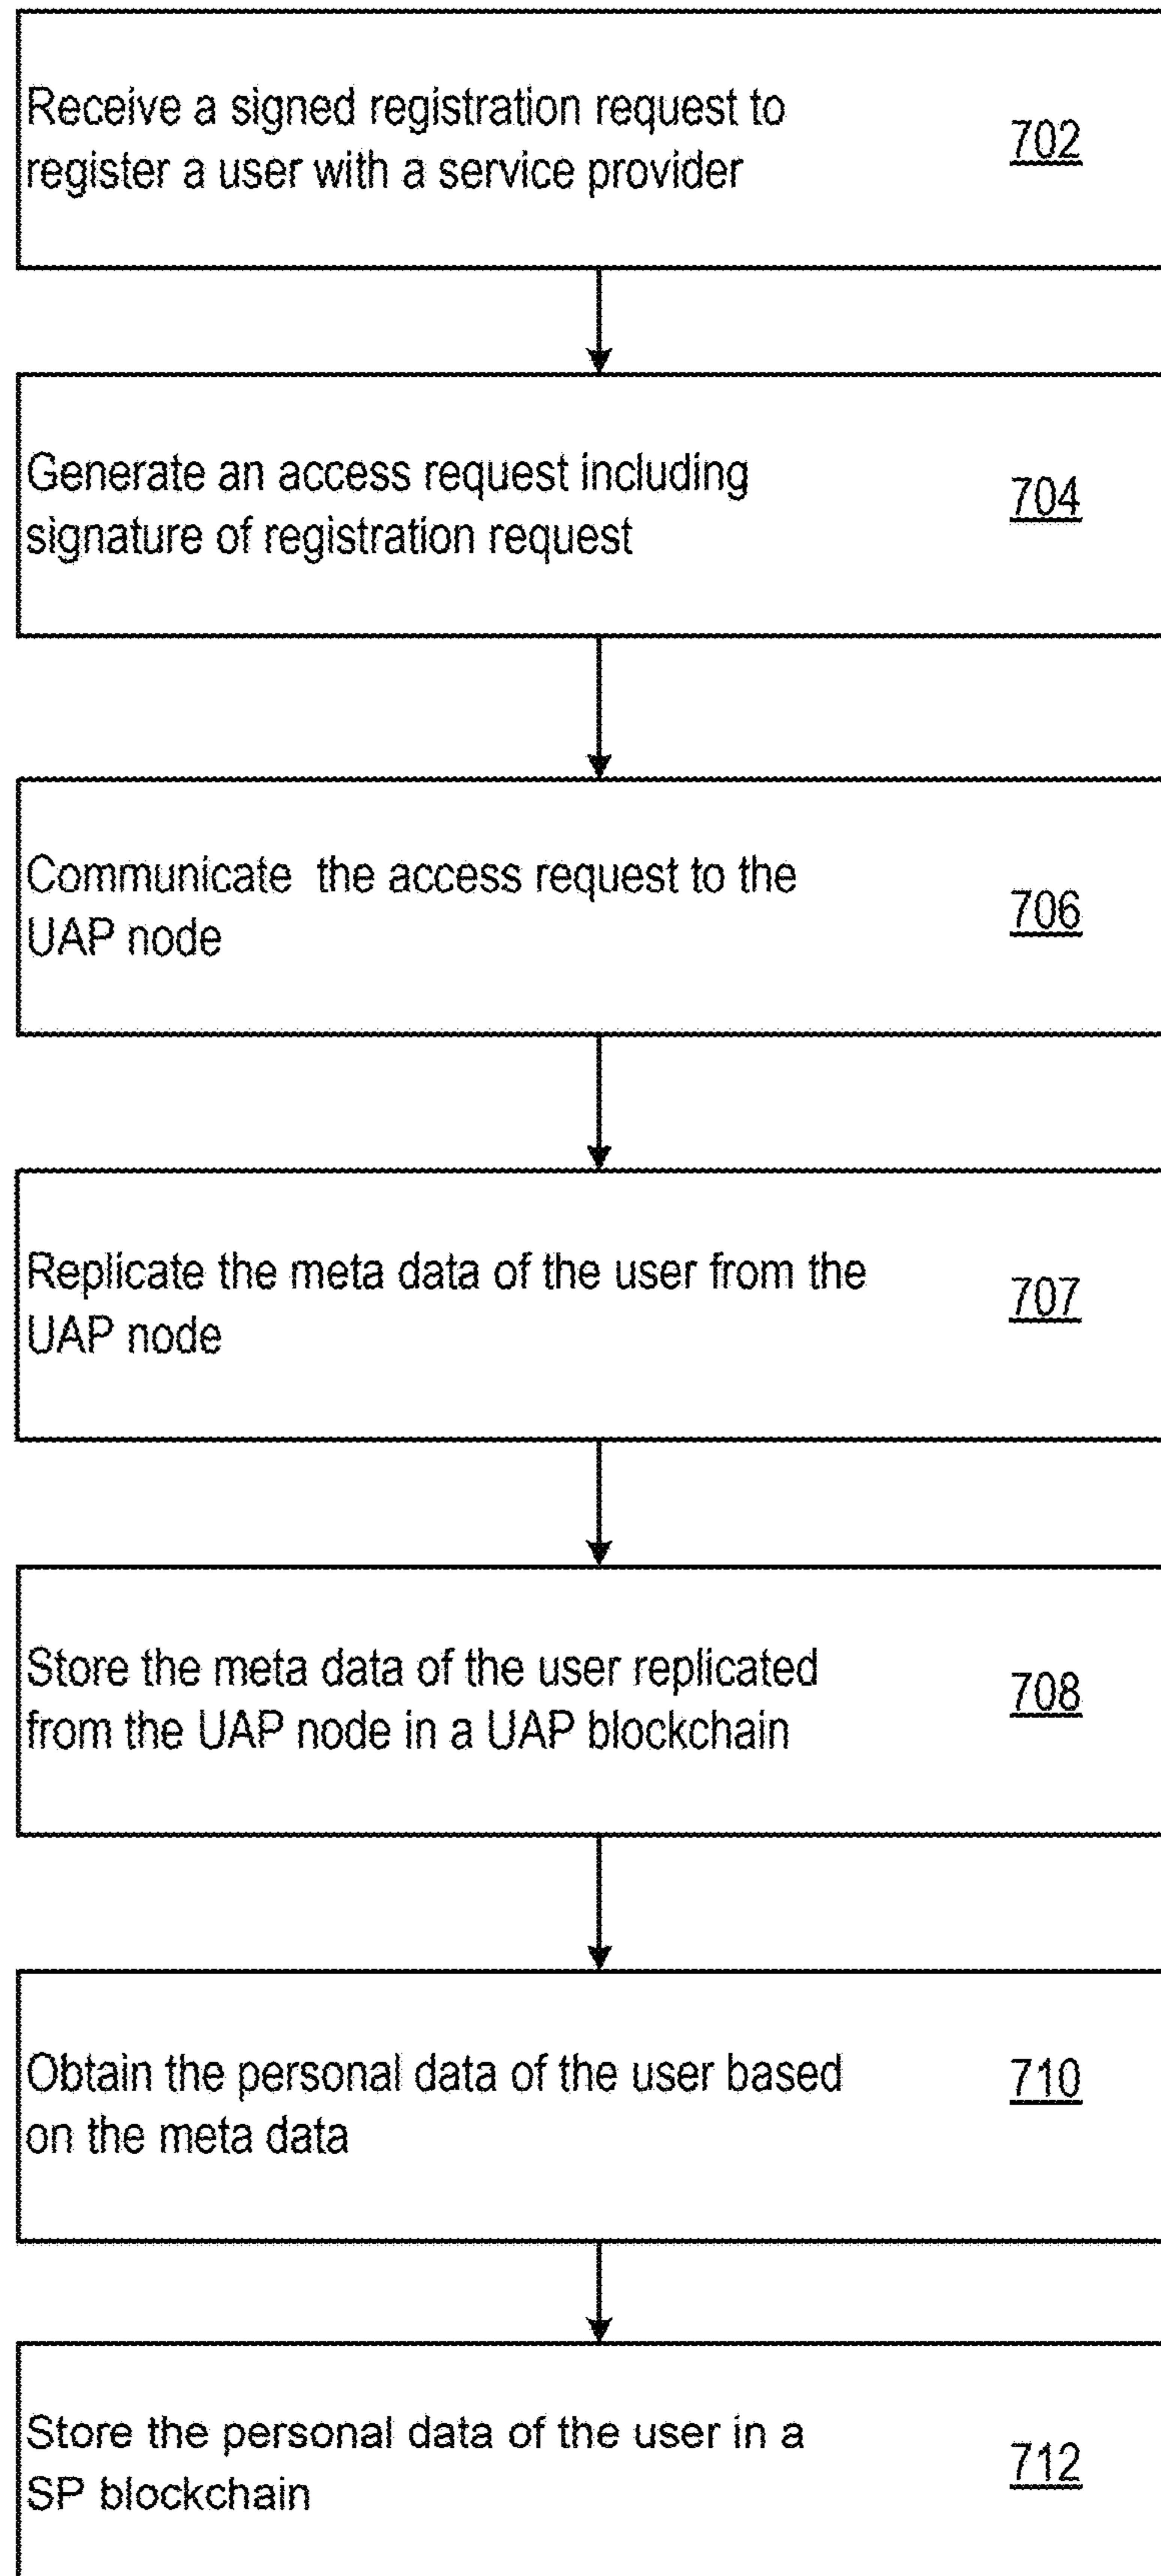 Receive a signed registration request to
register a user with a service provider
702
Generate an access request including
signature of registration request
704
Communicate the access request to the
UAP node
706
Replicate the meta data of the user from the
UAP node
707
Store the meta data of the user replicated
from the UAP node in a UAP blockchain
708
Obtain the personal data of the user based
on the meta data
710
Store the personal data of the user in a
SP blockchain
712